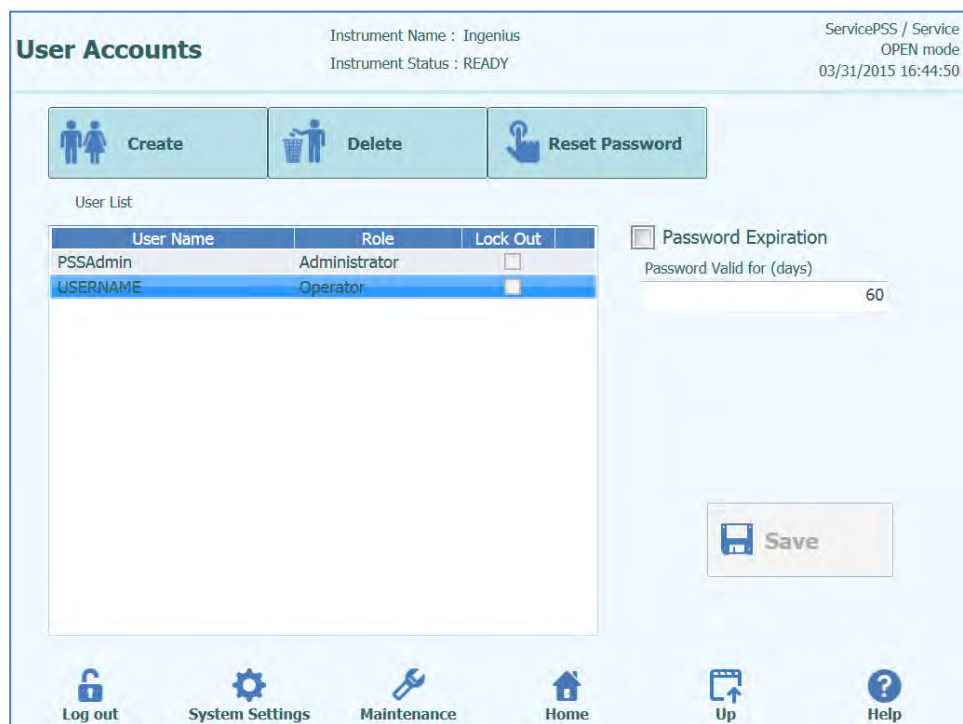 User Accounts
Instrument Name : Ingenius
Instrument Status : READY
ServicePSS / Service
OPEN mode
03/31/2015 16:44:50
Create
Delete
Reset Password
User List
User Name Role Lock Out
PSSAdmin Administrator
USERNAME Operator
Password Expiration
Password Valid for (days)
60
Save
Log out
System Settings
Maintenance
Home
Up
Help